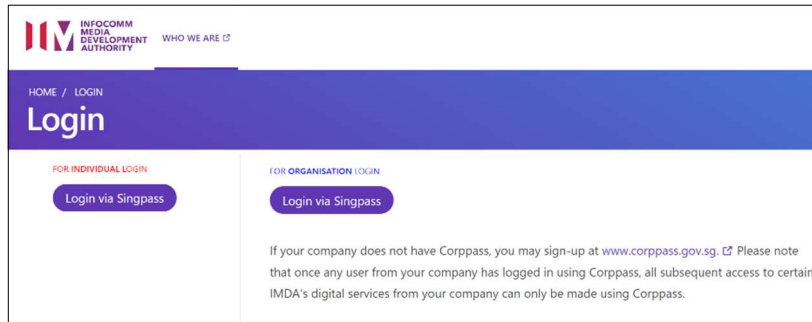 INFOCOMM
MEDIA
DEVELOPMENT
AUTHORITY
WHO WE ARE
HOME / LOGIN
Login
FOR INDIVIDUAL LOGIN
Login via Singpass
FOR ORGANISATION LOGIN
Login via Singpass
If your company does not have Corppass, you may sign-up at www.corppass.gov.sg. Please note
that once any user from your company has logged in using Corppass, all subsequent access to certain
IMDA's digital services from your company can only be made using Corppass.